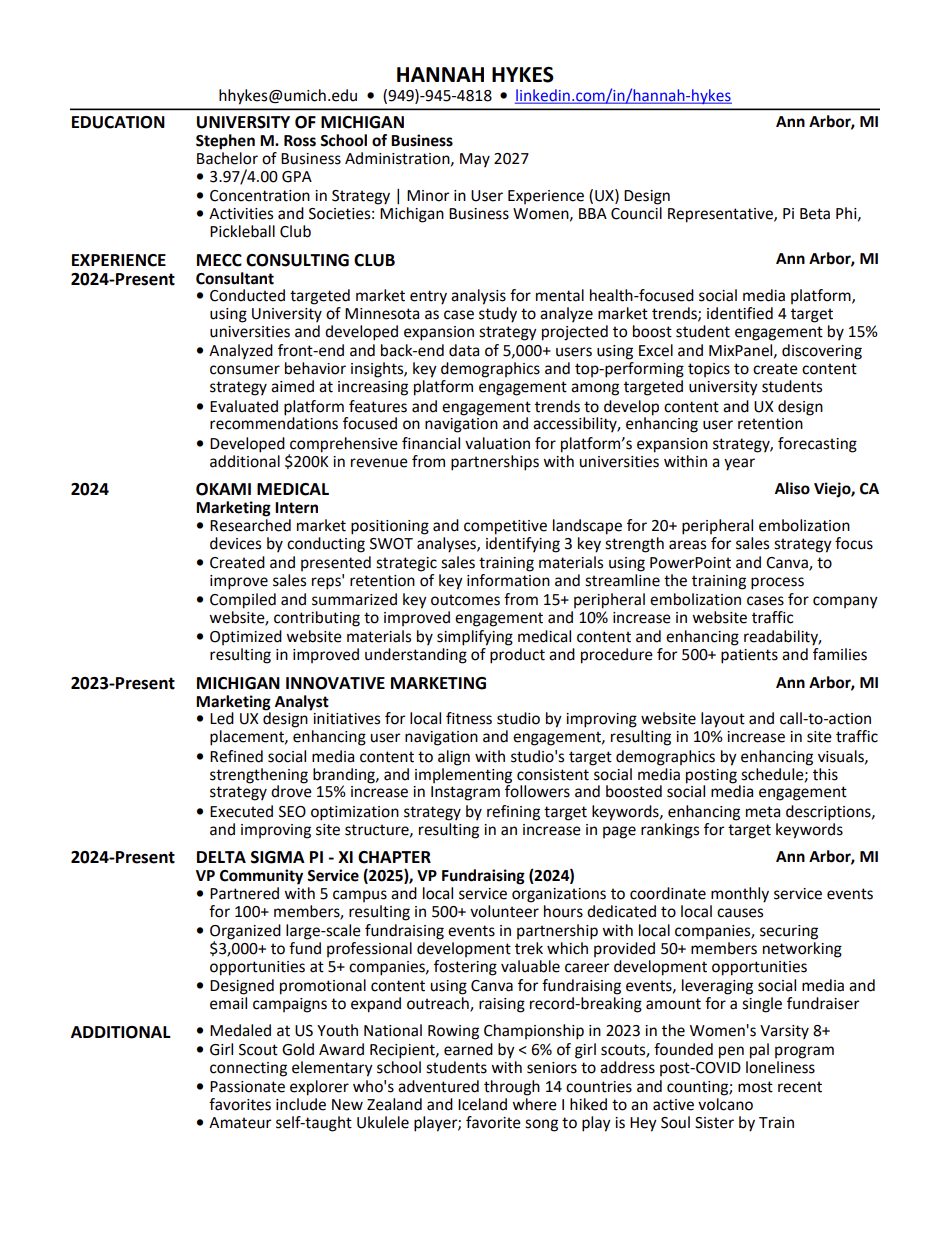 HANNAH HYKES
hhykes@umich.edu • (949)-945-4818 • linkedin.com/in/hannah-hykes
EDUCATION UNIVERSITY OF MICHIGAN Ann Arbor, MI
Stephen M. Ross School of Business
Bachelor of Business Administration, May 2027
• 3.97/4.00 GPA
• Concentration in Strategy | Minor in User Experience (UX) Design
• Activities and Societies: Michigan Business Women, BBA Council Representative, Pi Beta Phi,
Pickleball Club
EXPERIENCE MECC CONSULTING CLUB Ann Arbor, MI
2024-Present Consultant
• Conducted targeted market entry analysis for mental health-focused social media platform,
using University of Minnesota as case study to analyze market trends; identified 4 target
universities and developed expansion strategy projected to boost student engagement by 15%
• Analyzed front-end and back-end data of 5,000+ users using Excel and MixPanel, discovering
consumer behavior insights, key demographics and top-performing topics to create content
strategy aimed at increasing platform engagement among targeted university students
• Evaluated platform features and engagement trends to develop content and UX design
recommendations focused on navigation and accessibility, enhancing user retention
• Developed comprehensive financial valuation for platform's expansion strategy, forecasting
additional $200K in revenue from partnerships with universities within a year
2024 OKAMI MEDICAL Aliso Viejo, CA
Marketing Intern
• Researched market positioning and competitive landscape for 20+ peripheral embolization
devices by conducting SWOT analyses, identifying 3 key strength areas for sales strategy focus
• Created and presented strategic sales training materials using PowerPoint and Canva, to
improve sales reps' retention of key information and streamline the training process
• Compiled and summarized key outcomes from 15+ peripheral embolization cases for company
website, contributing to improved engagement and 10% increase in website traffic
• Optimized website materials by simplifying medical content and enhancing readability,
resulting in improved understanding of product and procedure for 500+ patients and families
2023-Present MICHIGAN INNOVATIVE MARKETING Ann Arbor, MI
Marketing Analyst
• Led UX design initiatives for local fitness studio by improving website layout and call-to-action
placement, enhancing user navigation and engagement, resulting in 10% increase in site traffic
• Refined social media content to align with studio's target demographics by enhancing visuals,
strengthening branding, and implementing consistent social media posting schedule; this
strategy drove 15% increase in Instagram followers and boosted social media engagement
• Executed SEO optimization strategy by refining target keywords, enhancing meta descriptions,
and improving site structure, resulting in an increase in page rankings for target keywords
2024-Present DELTA SIGMA PI - XI CHAPTER Ann Arbor, MI
VP Community Service (2025), VP Fundraising (2024)
• Partnered with 5 campus and local service organizations to coordinate monthly service events
for 100+ members, resulting in 500+ volunteer hours dedicated to local causes
• Organized large-scale fundraising events in partnership with local companies, securing
$3,000+ to fund professional development trek which provided 50+ members networking
opportunities at 5+ companies, fostering valuable career development opportunities
• Designed promotional content using Canva for fundraising events, leveraging social media and
email campaigns to expand outreach, raising record-breaking amount for a single fundraiser
ADDITIONAL • Medaled at US Youth National Rowing Championship in 2023 in the Women's Varsity 8+
• Girl Scout Gold Award Recipient, earned by < 6% of girl scouts, founded pen pal program
connecting elementary school students with seniors to address post-COVID loneliness
• Passionate explorer who's adventured through 14 countries and counting; most recent
favorites include New Zealand and Iceland where I hiked to an active volcano
• Amateur self-taught Ukulele player; favorite song to play is Hey Soul Sister by Train